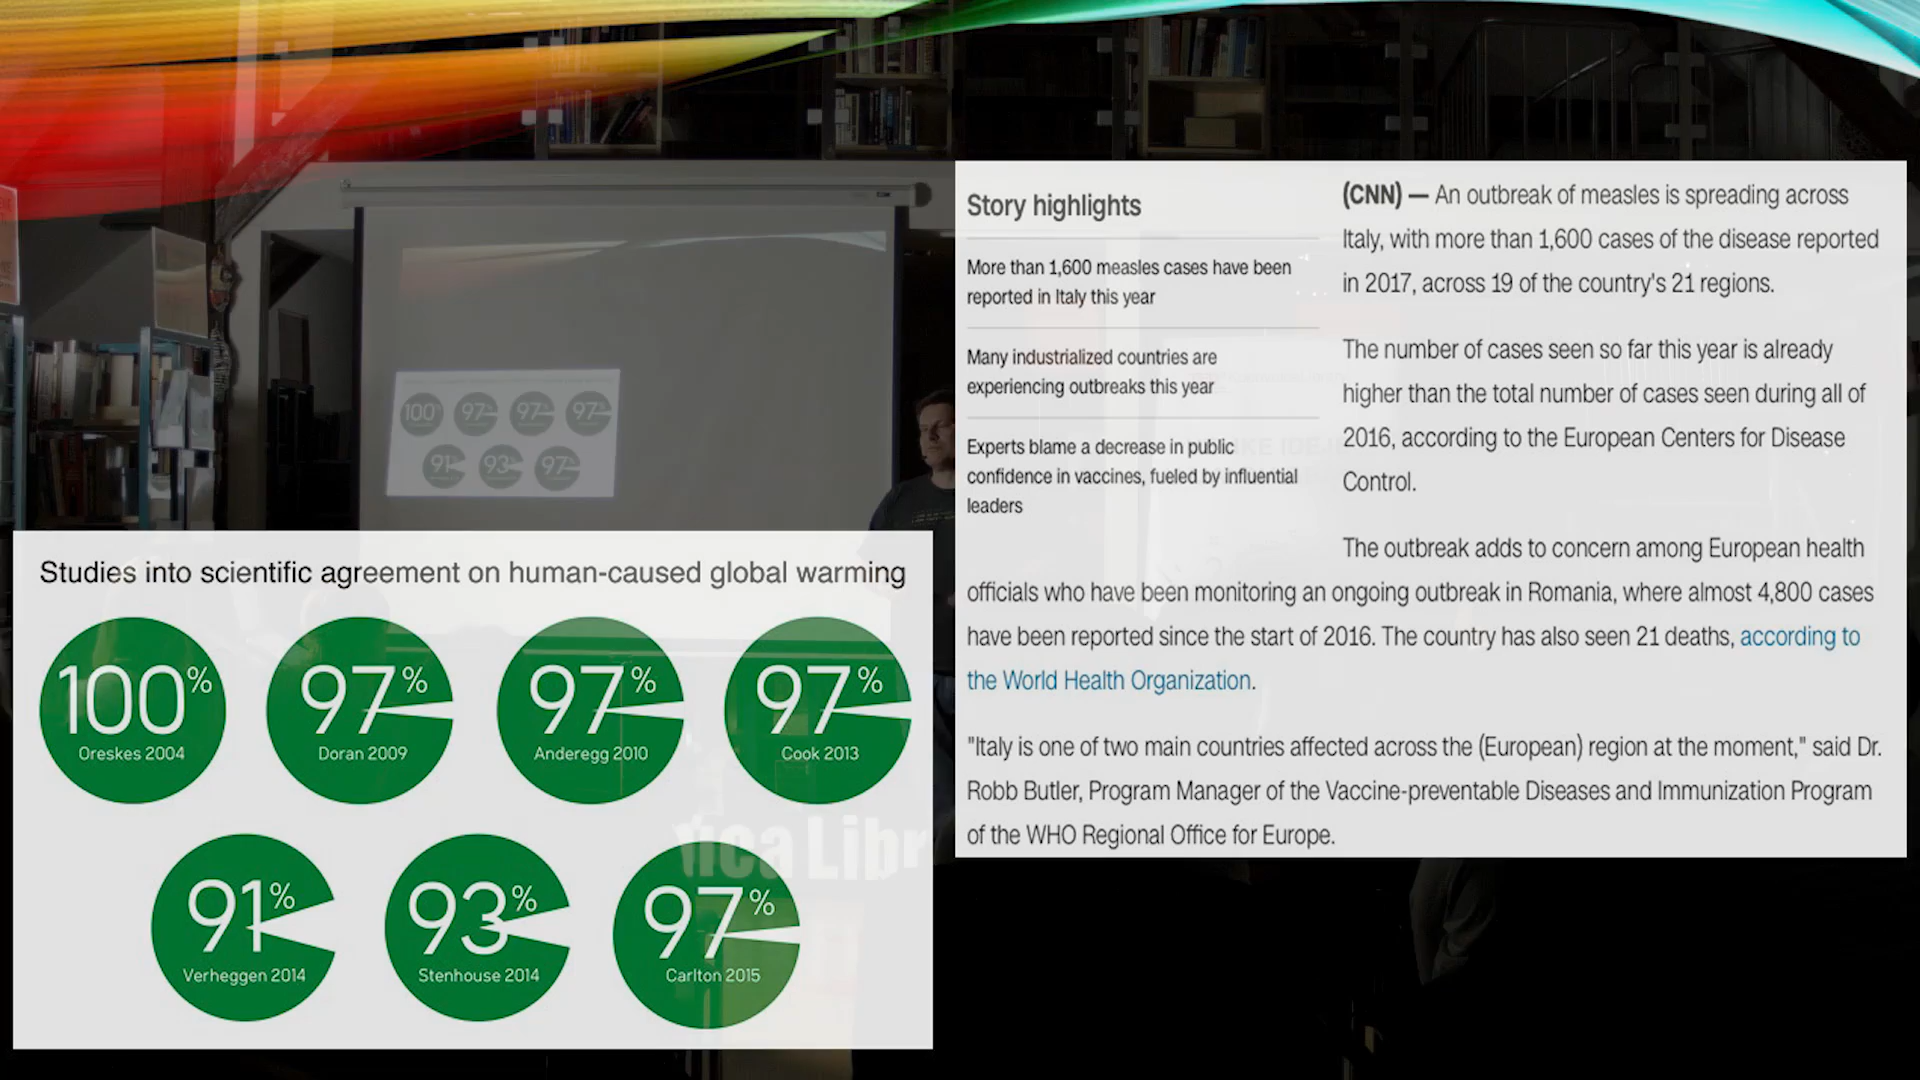 Story highlights
More than 1,600 measles cases have been
reported in Italy this year
Many industrialized countries are
experiencing outbreaks this year
Experts blame a decrease in public
confidence in vaccines, fueled by influential
leaders
(CNN) — An outbreak of measles is spreading across
Italy, with more than 1,600 cases of the disease reported
in 2017, across 19 of the country's 21 regions.
The number of cases seen so far this year is already
higher than the total number of cases seen during all of
2016, according to the European Centers for Disease
Control.
The outbreak adds to concern among European health
officials who have been monitoring an ongoing outbreak in Romania, where almost 4,800 cases
have been reported since the start of 2016. The country has also seen 21 deaths, according to
the World Health Organization.
"Italy is one of two main countries affected across the (European) region at the moment," said Dr.
Robb Butler, Program Manager of the Vaccine-preventable Diseases and Immunization Program
of the WHO Regional Office for Europe.
100% 97% 97% 97%
91% 93% 97%
Studies into scientific agreement on human-caused global warming
100% 97% 97% 97%
Oreskes 2004 Doran 2009 Anderegg 2010 Cook 2013
91% 93% 97%
Verheggen 2014 Stenhouse 2014 Carlton 2015